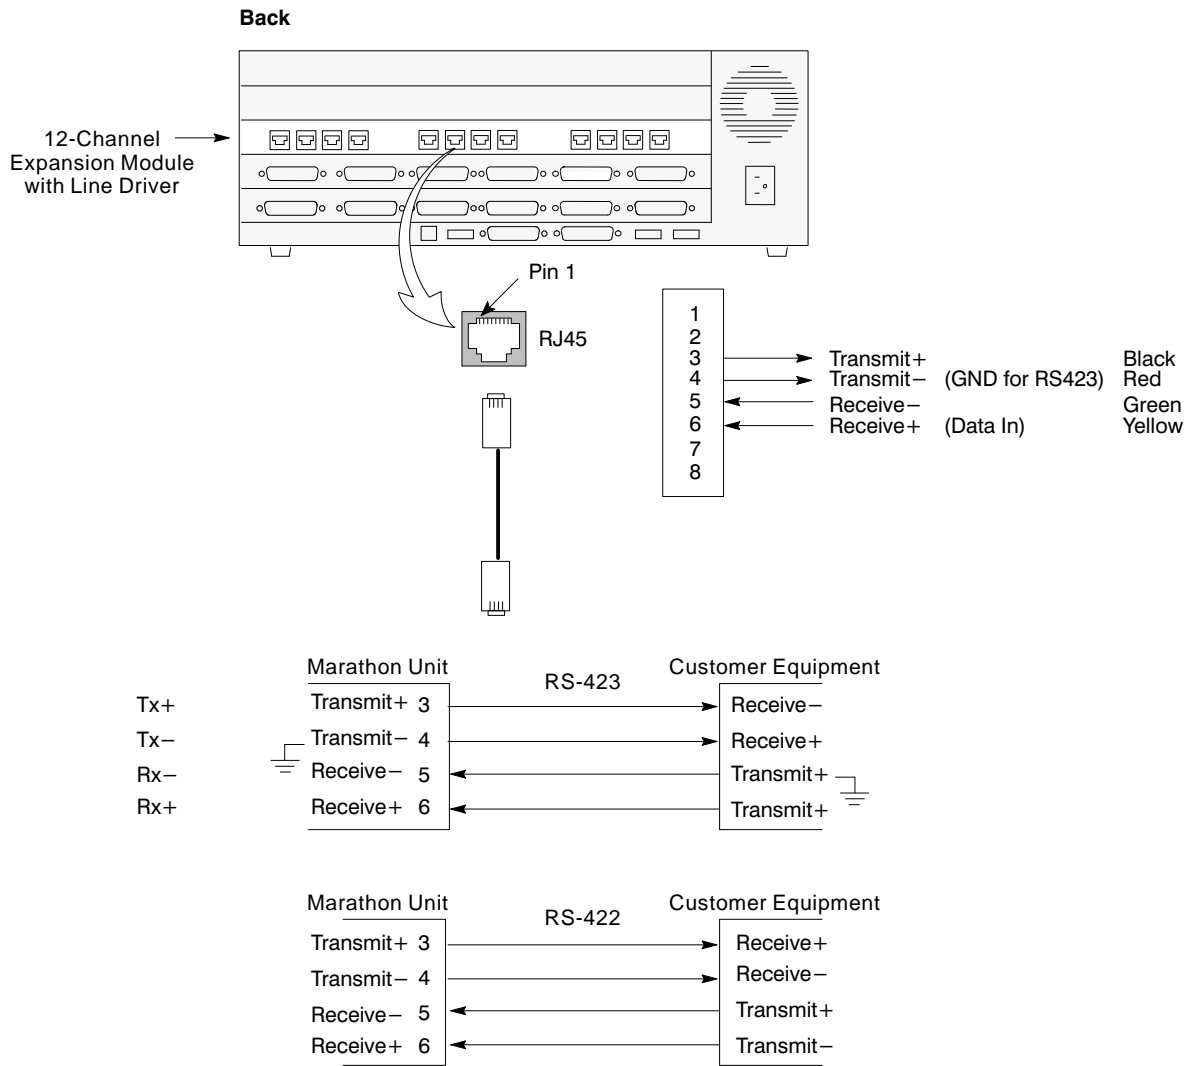 Back
12-Channel
Expansion Module
with Line Driver
Pin 1
RJ45
1
2
3 Transmit+ Black
4 Transmit− (GND for RS423) Red
5 Receive− Green
6 Receive+ (Data In) Yellow
7
8
Marathon Unit RS-423 Customer Equipment
Tx+ Transmit+ 3 Receive−
Tx− Transmit− 4 Receive+
Rx− Receive− 5 Transmit+
Rx+ Receive+ 6 Transmit+
Marathon Unit RS-422 Customer Equipment
Transmit+ 3 Receive+
Transmit− 4 Receive−
Receive− 5 Transmit+
Receive+ 6 Transmit−